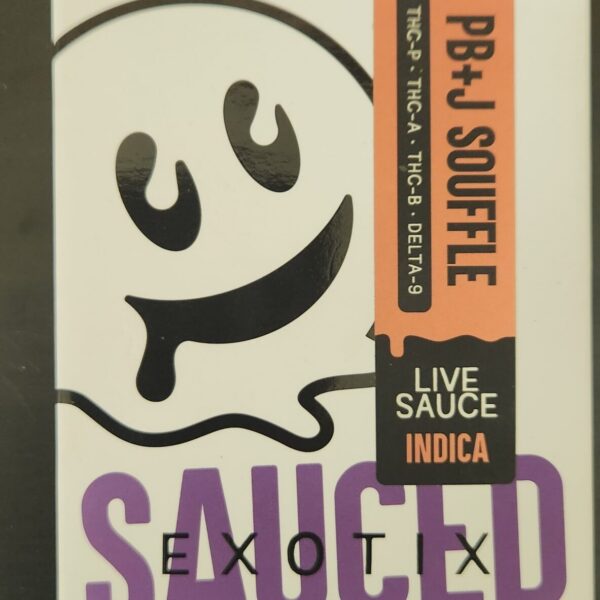 PB+J SOUFFLE
THC-P · THC-A · THC-B · DELTA-9
LIVE
SAUCE
INDICA
SAUCED
EXOTIX